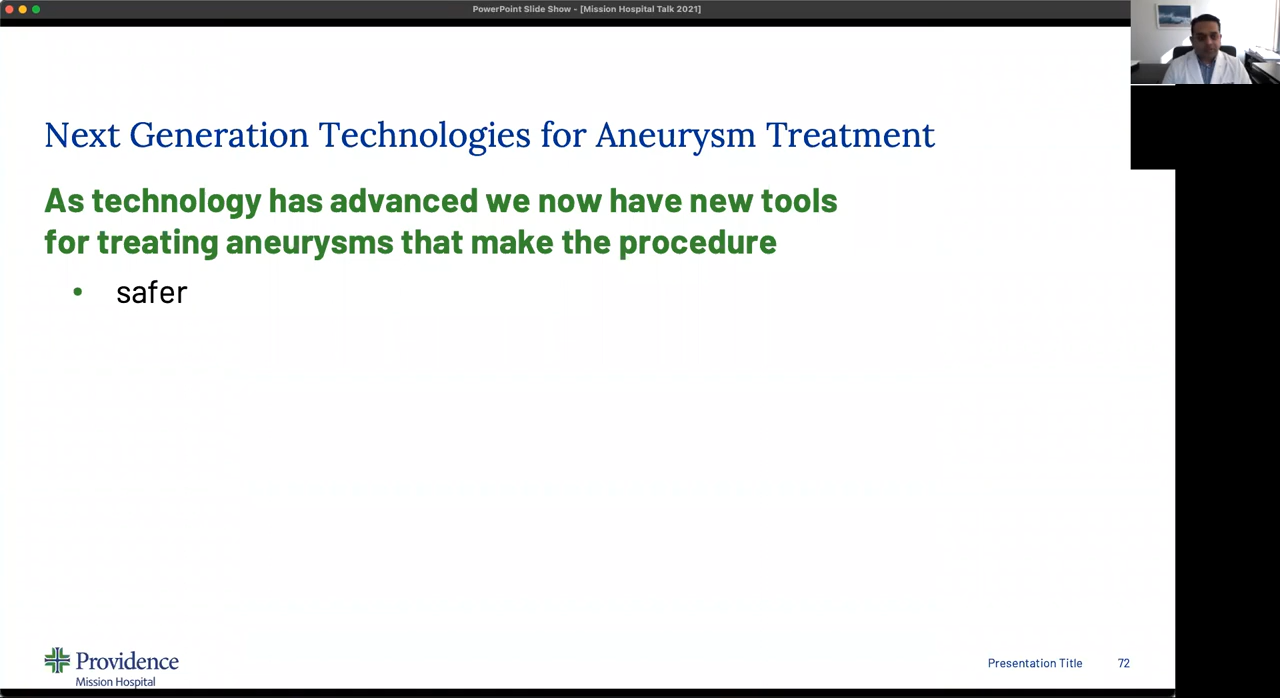 PowerPoint Slide Show - [Mission Hospital Talk 2021]
Next Generation Technologies for Aneurysm Treatment
As technology has advanced we now have new tools
for treating aneurysms that make the procedure
• safer
Providence
Mission Hospital
Presentation Title 72